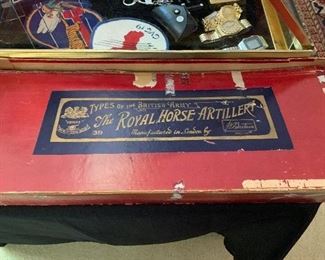 TYPES OF THE BRITISH ARMY
The ROYAL HORSE ARTILLERY
39
Manufactured in London by